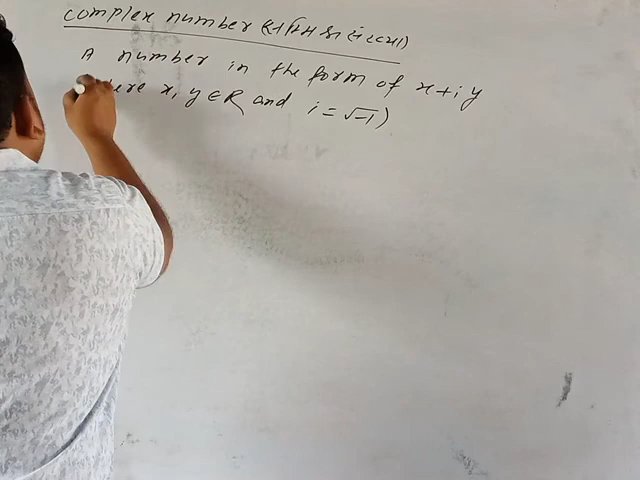 complex number
A number in the form of x+iy
x, y ∈ R and i = √-1)